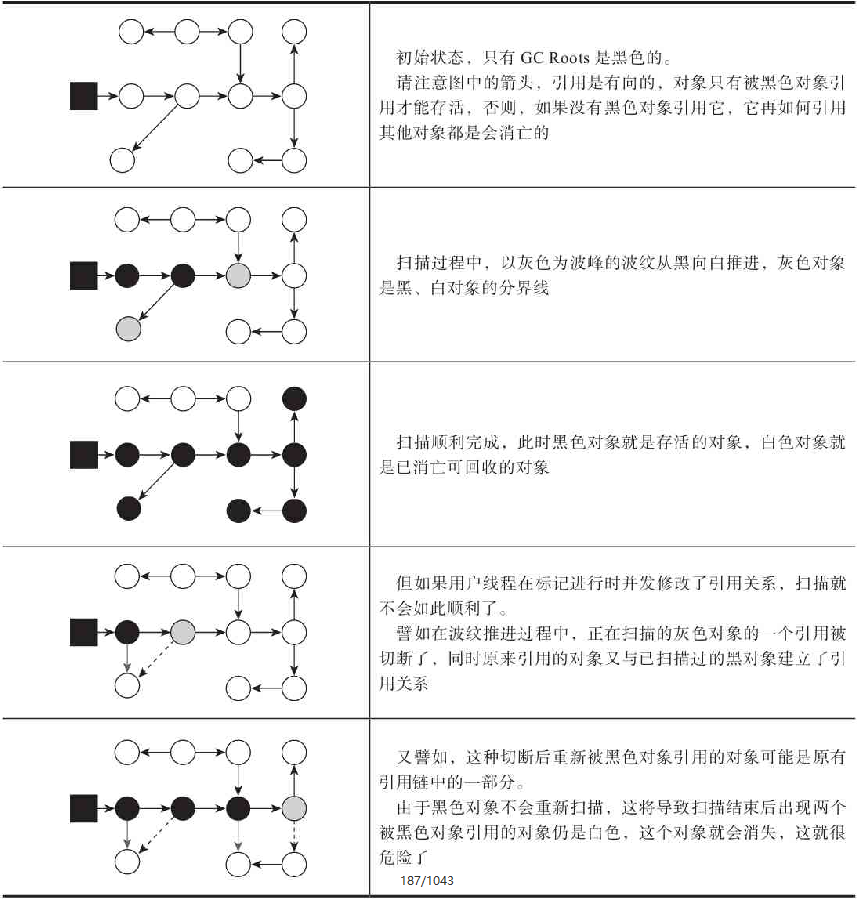 初始状态，只有 GC Roots 是黑色的。
请注意图中的箭头，引用是有向的，对象只有被黑色对象引
用才能存活，否则，如果没有黑色对象引用它，它再如何引用
其他对象都是会消亡的
扫描过程中，以灰色为波峰的波纹从黑向白推进，灰色对象
是黑、白对象的分界线
扫描顺利完成，此时黑色对象就是存活的对象，白色对象就
是已消亡可回收的对象
但如果用户线程在标记进行时并发修改了引用关系，扫描就
不会如此顺利了。
譬如在波纹推进过程中，正在扫描的灰色对象的一个引用被
切断了，同时原来引用的对象又与已扫描过的黑对象建立了引
用关系
又譬如，这种切断后重新被黑色对象引用的对象可能是原有
引用链中的一部分。
由于黑色对象不会重新扫描，这将导致扫描结束后出现两个
被黑色对象引用的对象仍是白色，这个对象就会消失，这就很
危险了
187/1043